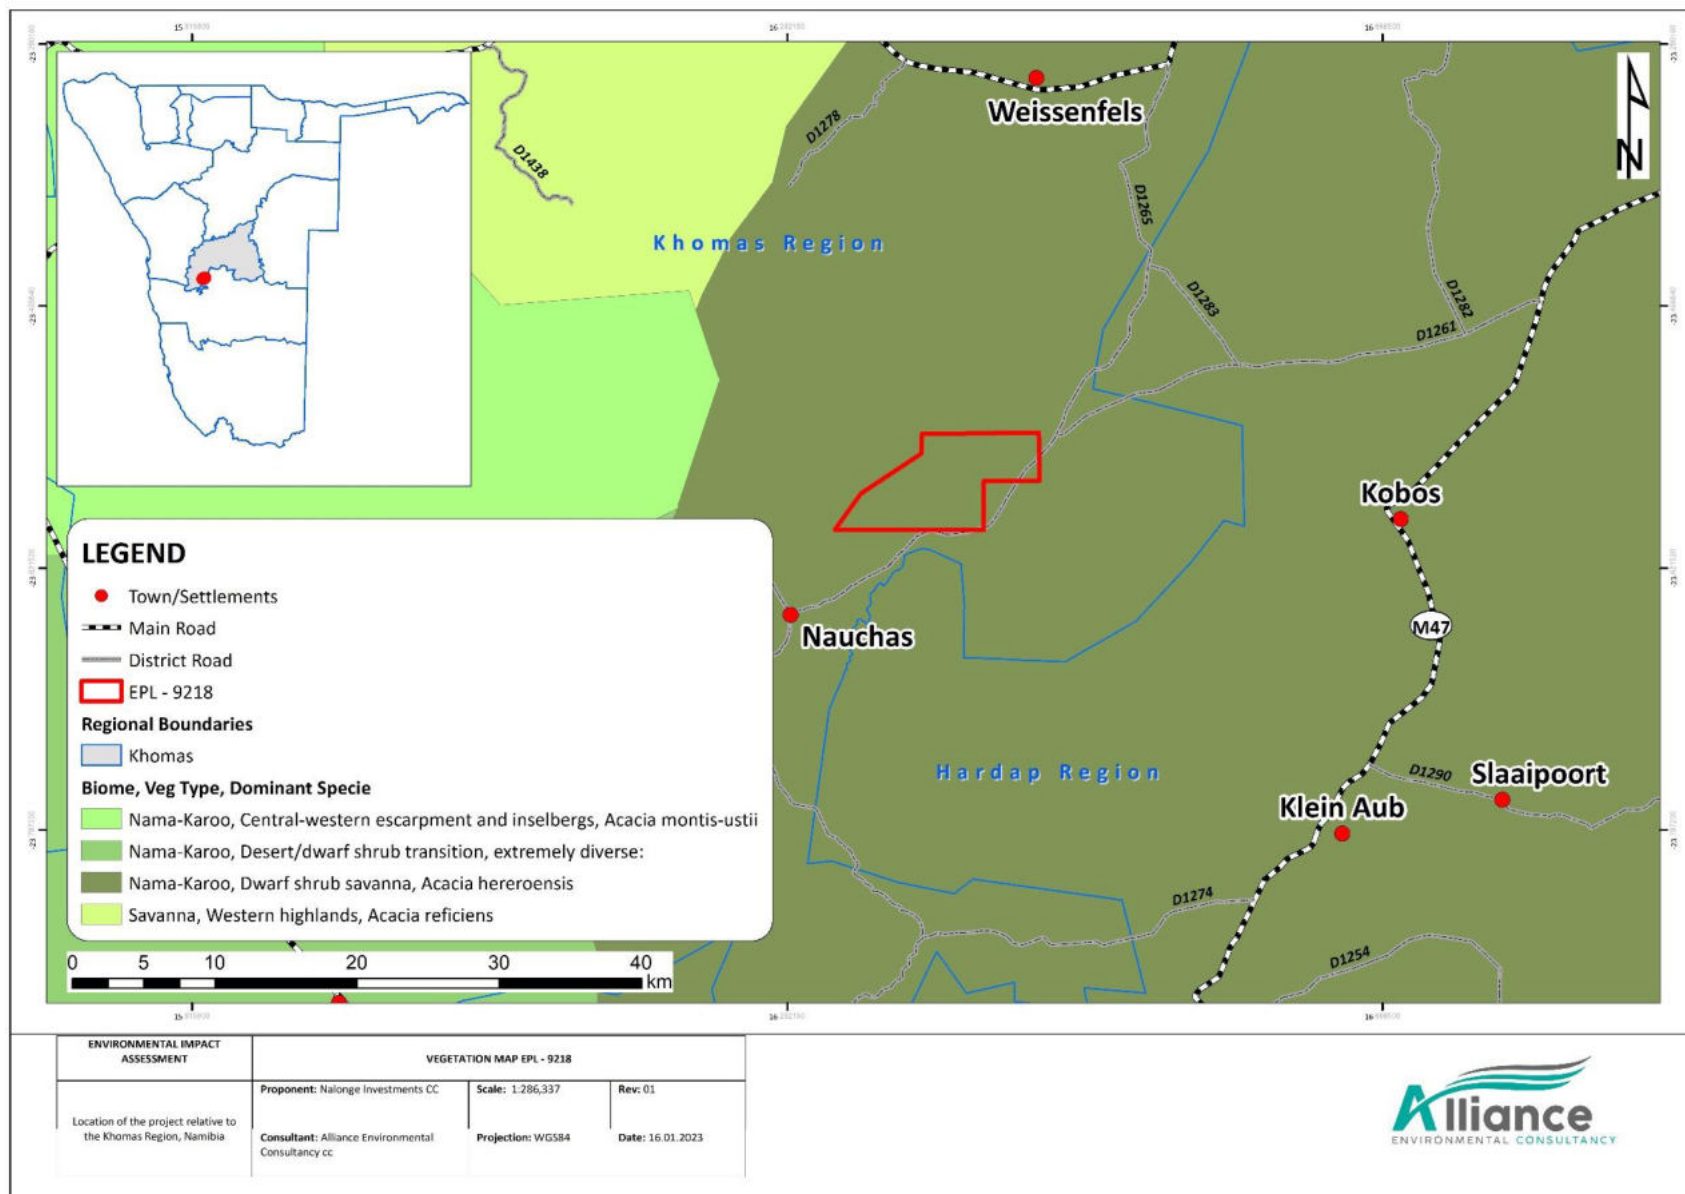 Weissenfels
D1278
D1438
D1265
Khomas Region
D1283
D1282
D1261
Kobos
M47
Nauchas
Hardap Region
D1290
Slaaipoort
Klein Aub
D1274
D1254
N
LEGEND
Town/Settlements
Main Road
District Road
EPL - 9218
Regional Boundaries
Khomas
Biome, Veg Type, Dominant Specie
Nama-Karoo, Central-western escarpment and inselbergs, Acacia montis-ustii
Nama-Karoo, Desert/dwarf shrub transition, extremely diverse:
Nama-Karoo, Dwarf shrub savanna, Acacia hereroensis
Savanna, Western highlands, Acacia reficiens
0 5 10 20 30 40
km
ENVIRONMENTAL IMPACT
ASSESSMENT
VEGETATION MAP EPL - 9218
Location of the project relative to
the Khomas Region, Namibia
Proponent: Nalonge Investments CC
Scale: 1:286,337
Rev: 01
Consultant: Alliance Environmental
Consultancy cc
Projection: WGS84
Date: 16.01.2023
Alliance
ENVIRONMENTAL CONSULTANCY